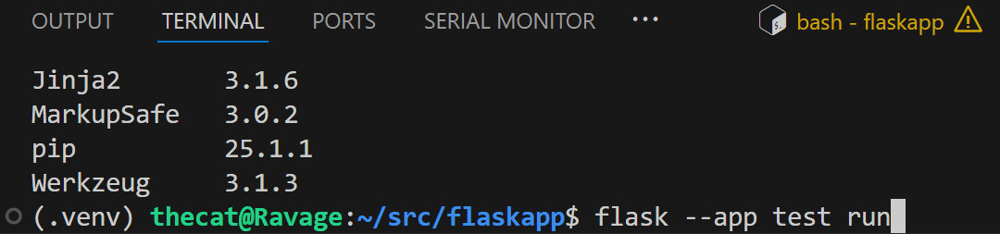 OUTPUT TERMINAL PORTS SERIAL MONITOR ··· bash - flaskapp
Jinja2 3.1.6
MarkupSafe 3.0.2
pip 25.1.1
Werkzeug 3.1.3
(.venv) thecat@Ravage:~/src/flaskapp$ flask --app test run